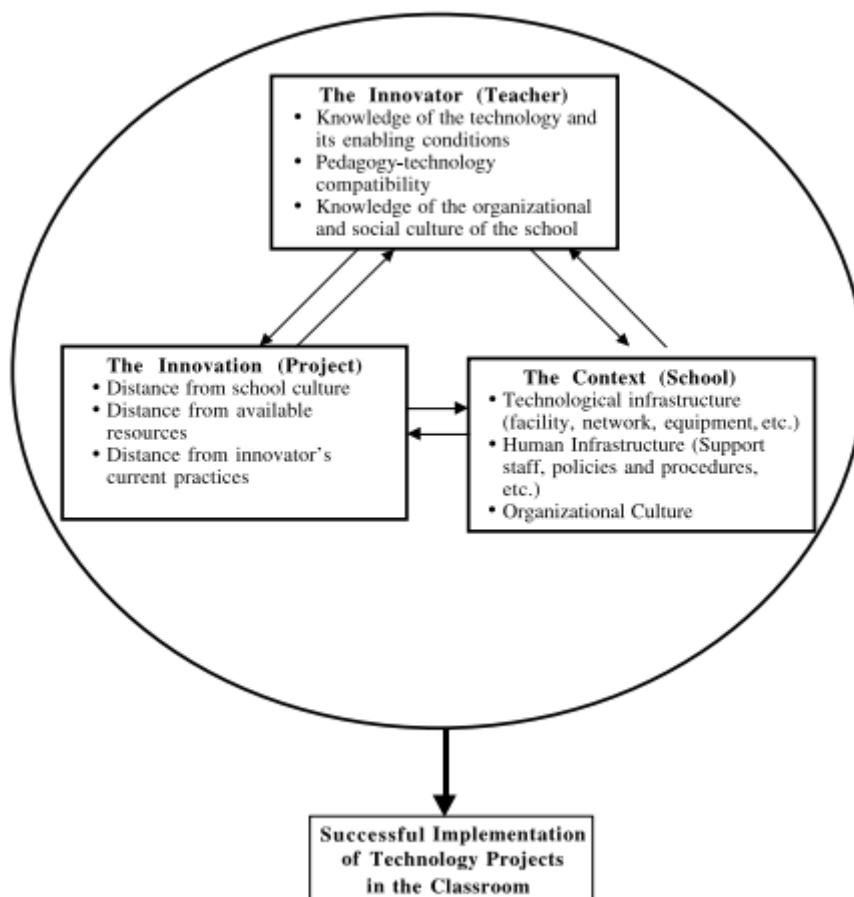 The Innovator (Teacher)
• Knowledge of the technology and
its enabling conditions
• Pedagogy-technology
compatibility
• Knowledge of the organizational
and social culture of the school
The Innovation (Project)
• Distance from school culture
• Distance from available
resources
• Distance from innovator's
current practices
The Context (School)
• Technological infrastructure
(facility, network, equipment, etc.)
• Human Infrastructure (Support
staff, policies and procedures,
etc.)
• Organizational Culture
Successful Implementation
of Technology Projects
in the Classroom